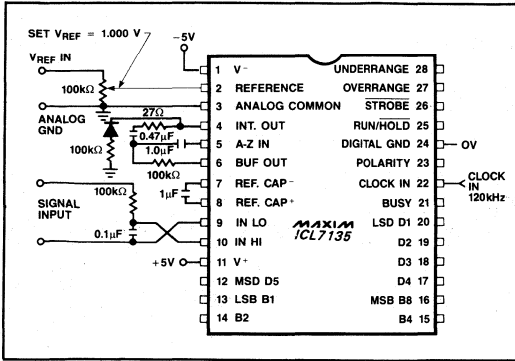 SET VREF = 1.000 V
VREF IN
100kΩ
ANALOG GND
27Ω
0.47µF
1.0µF
100kΩ
100kΩ
100kΩ
1µF
SIGNAL INPUT
0.1µF
−5V
+5V
1 V−
2 REFERENCE
3 ANALOG COMMON
4 INT. OUT
5 A-Z IN
6 BUF OUT
7 REF. CAP−
8 REF. CAP+
9 IN LO
10 IN HI
11 V+
12 MSD D5
13 LSB B1
14 B2
MAXIM
ICL7135
UNDERRANGE 28
OVERRANGE 27
STROBE 26
RUN/HOLD 25
DIGITAL GND 24
POLARITY 23
CLOCK IN 22
BUSY 21
LSD D1 20
D2 19
D3 18
D4 17
MSB B8 16
B4 15
0V
CLOCK
IN
120kHz